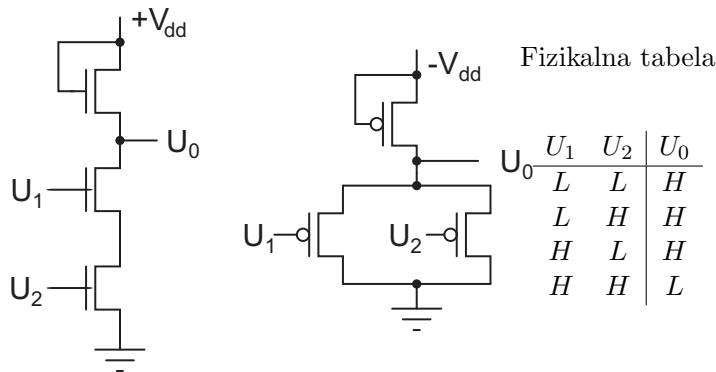 +V_dd
U_0
U_1
U_2
-V_dd
U_0
U_1
U_2
Fizikalna tabela
U_1 U_2 U_0
L L H
L H H
H L H
H H L